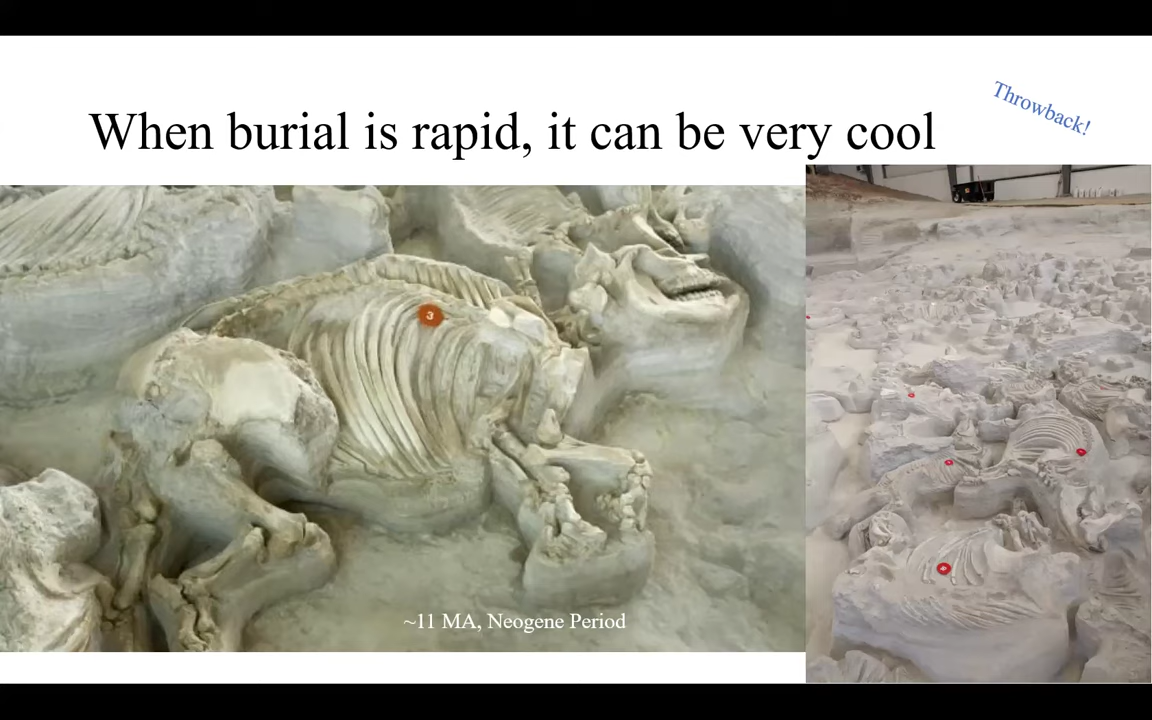 Throwback!
When burial is rapid, it can be very cool
3
~11 MA, Neogene Period